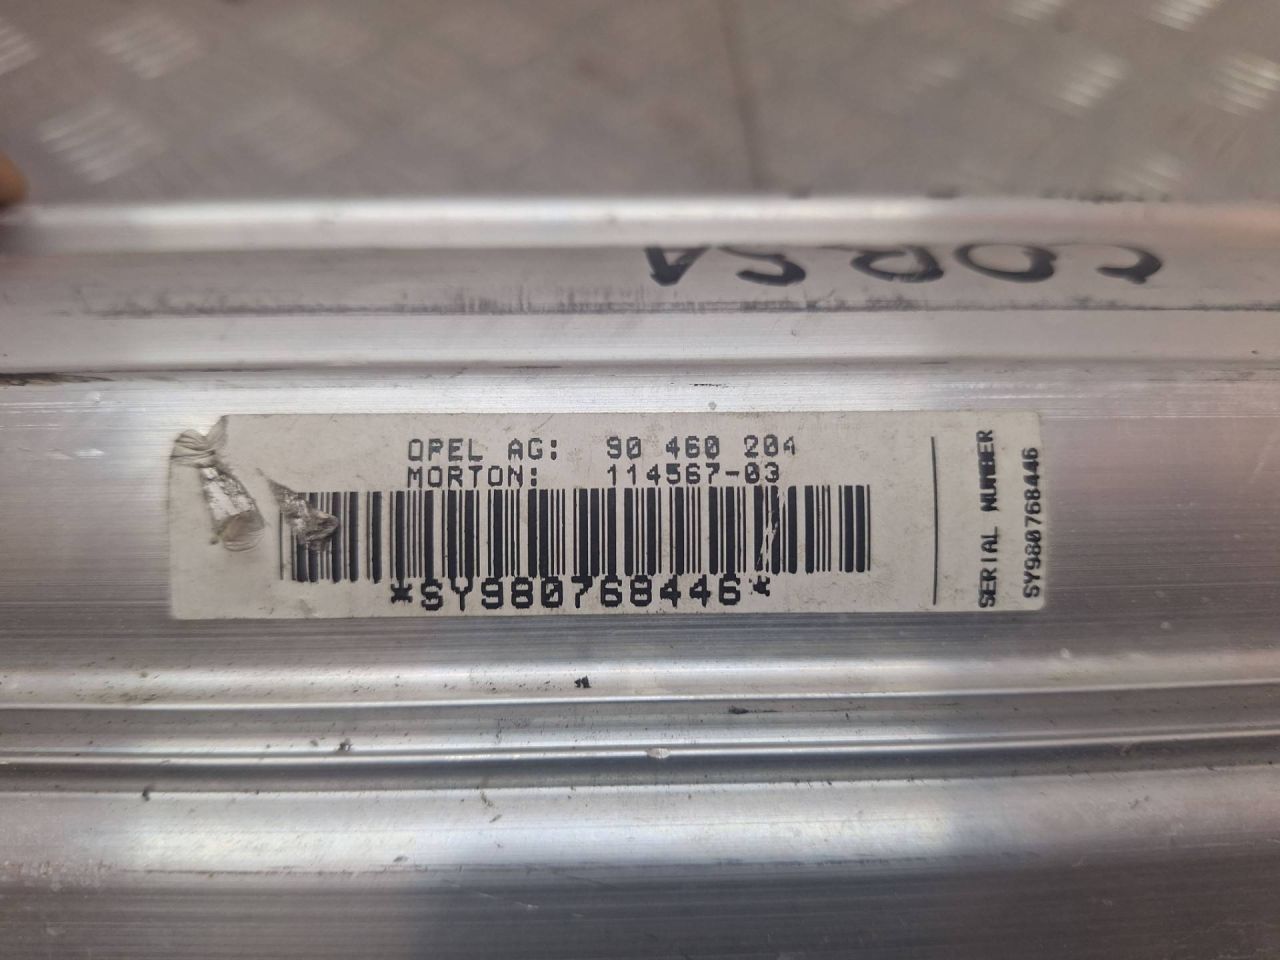 CORSA
OPEL AG: 90 460 204
MORTON: 114567-03
*SY980768446*
SERIAL NUMBER
SY980768446